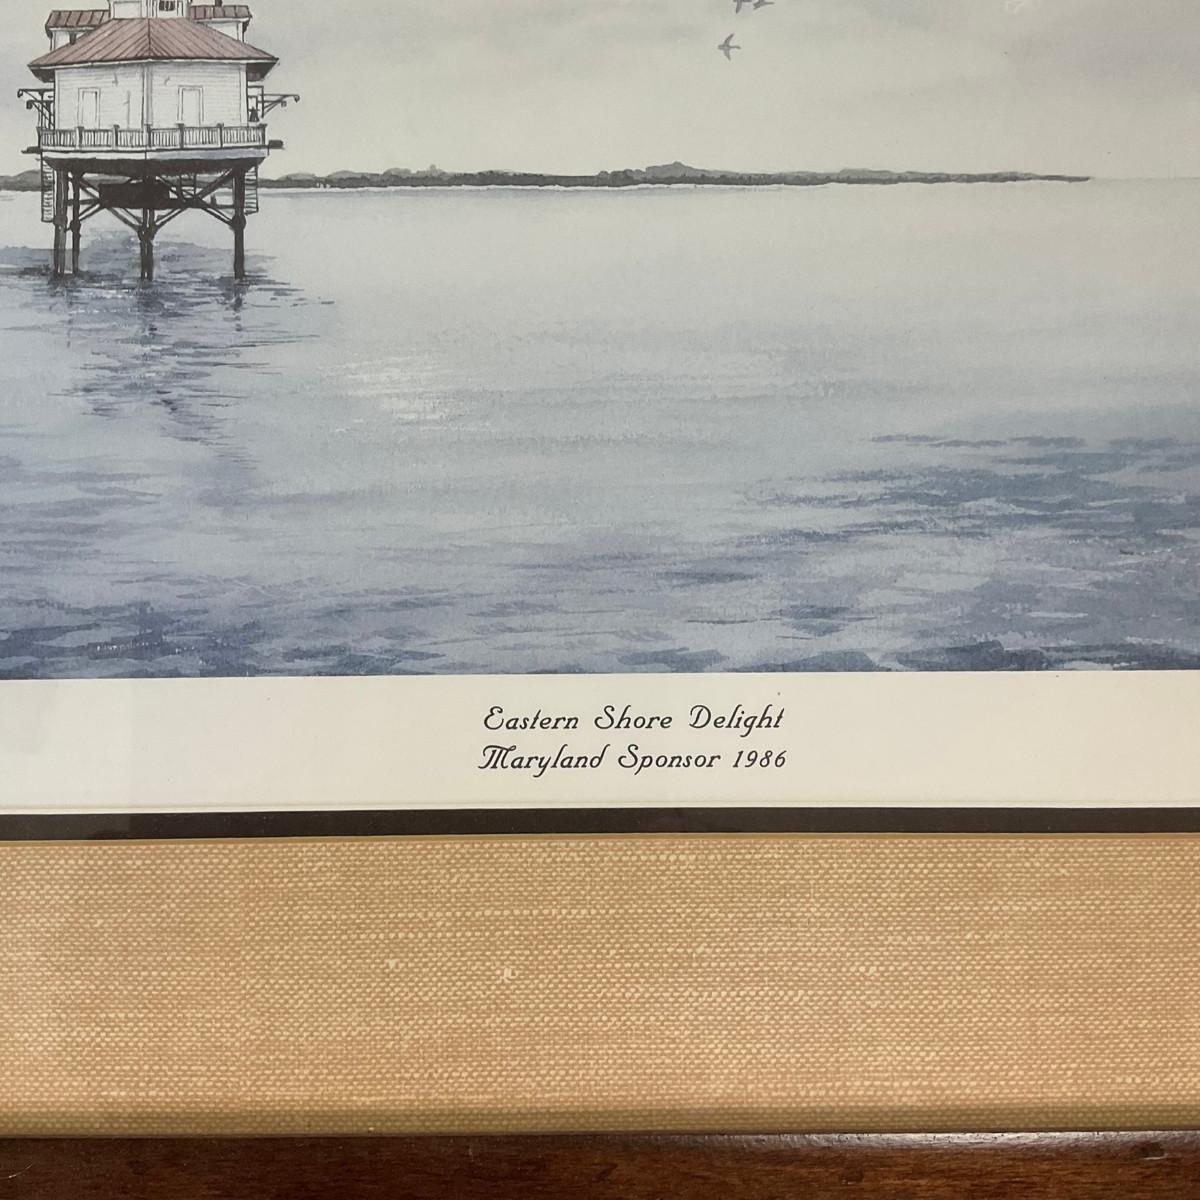 Eastern Shore Delight
Maryland Sponsor 1986